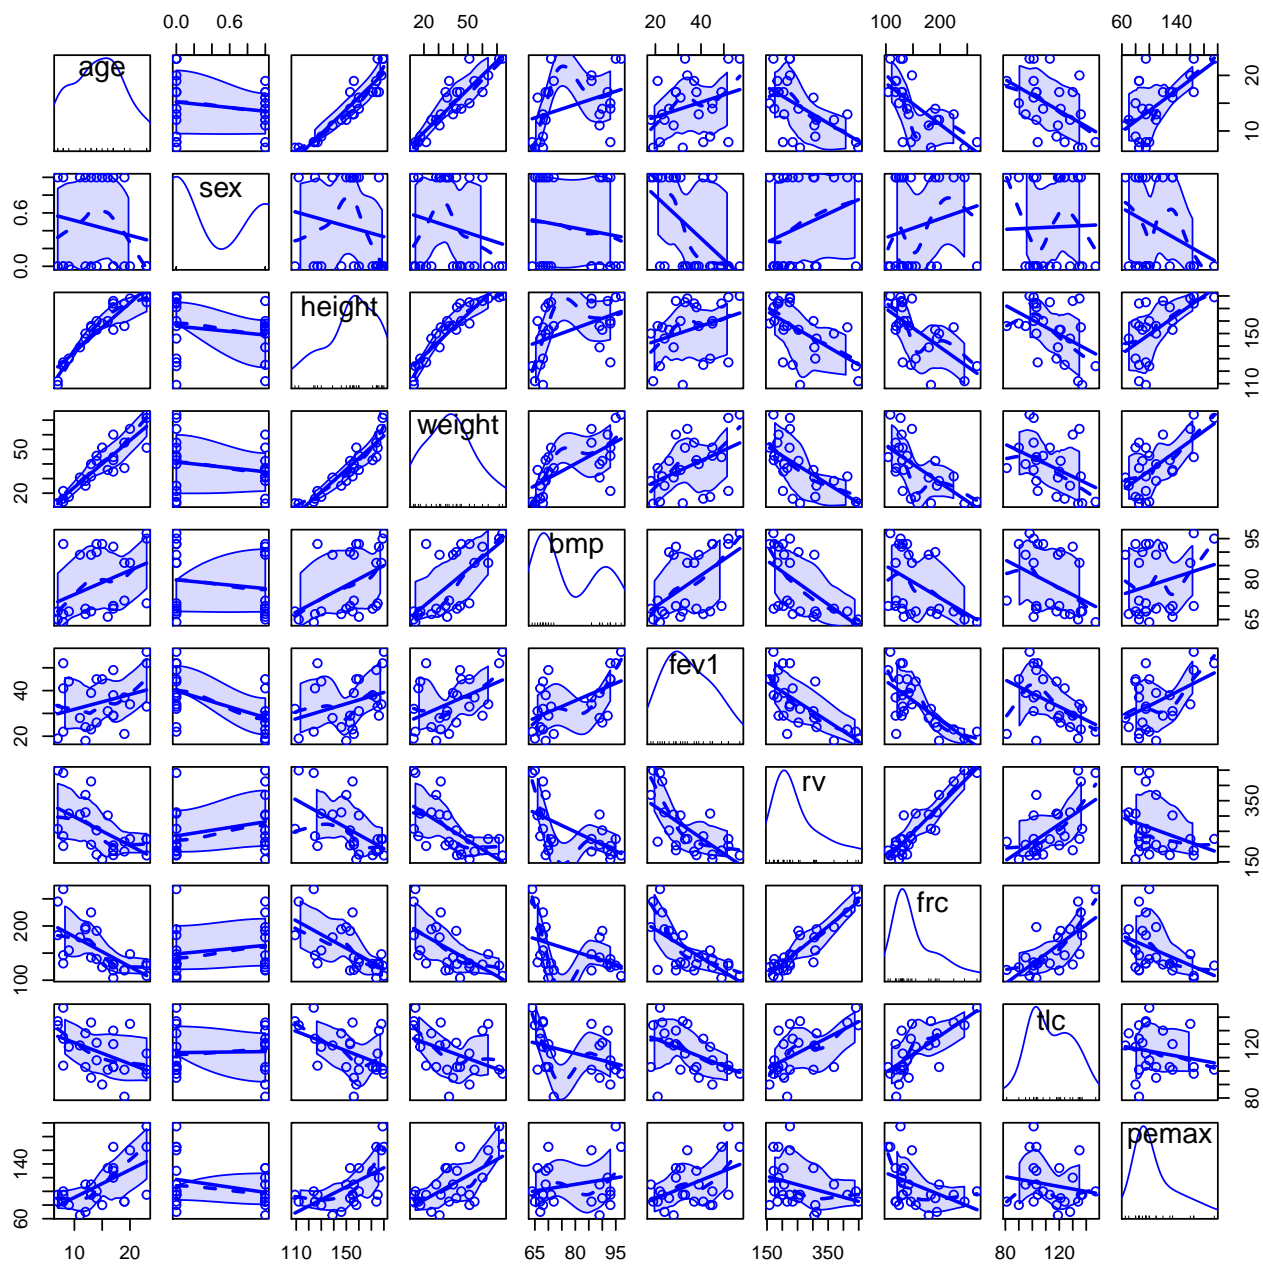 0.0 0.6 20 50 20 40 100 200 60 140
age 10 20
0.0 0.6 sex
height 110 150
20 50 weight
bmp 65 80 95
20 40 fev1
rv 150 350
100 200 frc
tlc 80 120
60 140 pemax
10 20 110 150 65 80 95 150 350 80 120